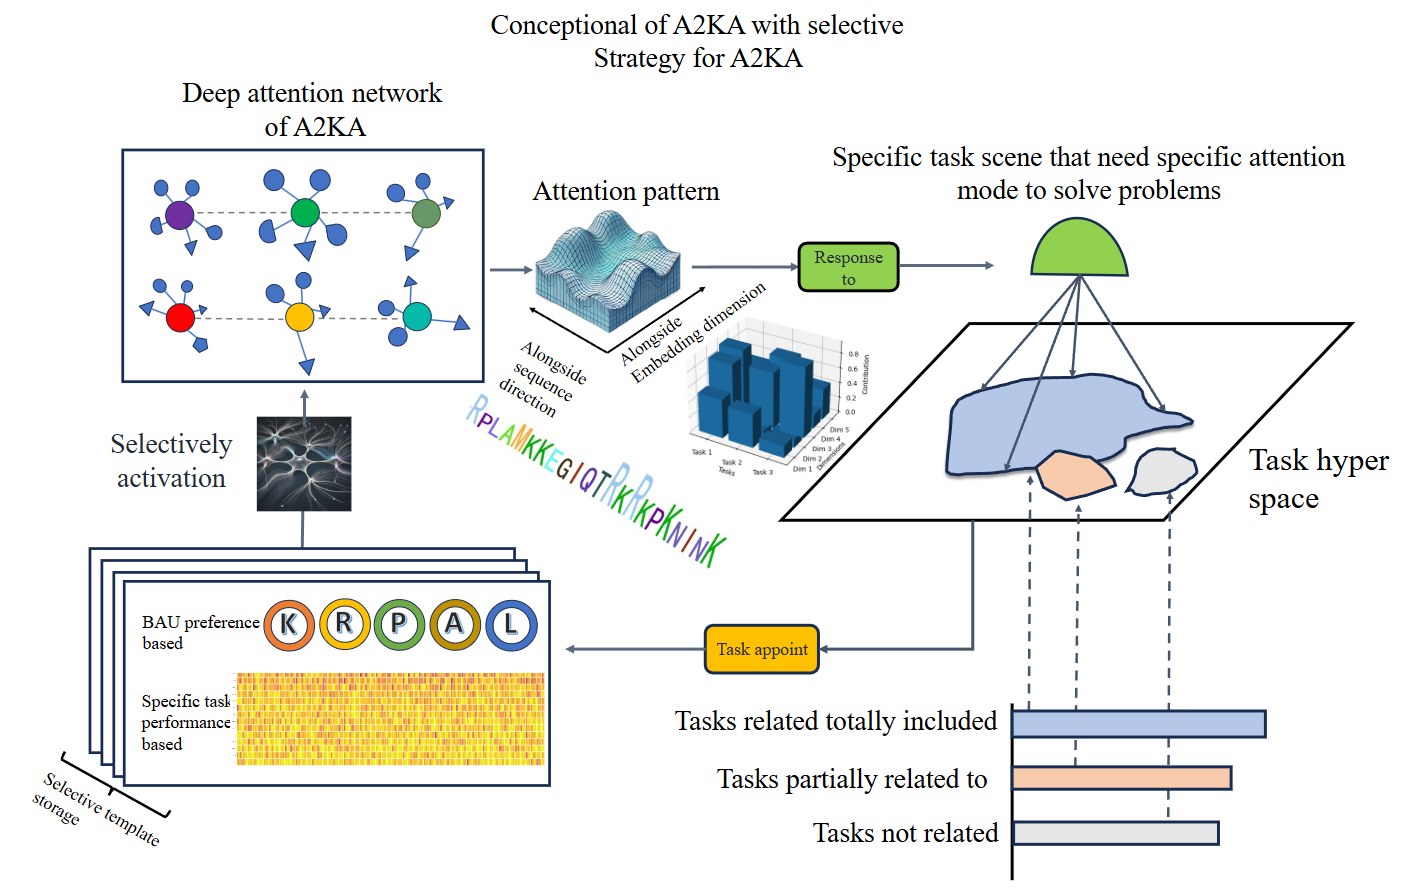 Conceptional of A2KA with selective
Strategy for A2KA
Deep attention network
of A2KA
Attention pattern
Specific task scene that need specific attention
mode to solve problems
Response
to
Alongside
sequence
direction
Alongside
Embedding dimension
RPLAMKKEGIQTRKRKPKNINK
0.8
0.6
0.4
0.2
0.0
Contribution
Task 1
Task 2
Task 3
Tasks
Dim 1
Dim 2
Dim 3
Dim 4
Dim 5
Dimensions
Task hyper
space
Selectively
activation
BAU preference
based
K R P A L
Specific task
performance
based
Selective template
storage
Task appoint
Tasks related totally included
Tasks partially related to
Tasks not related